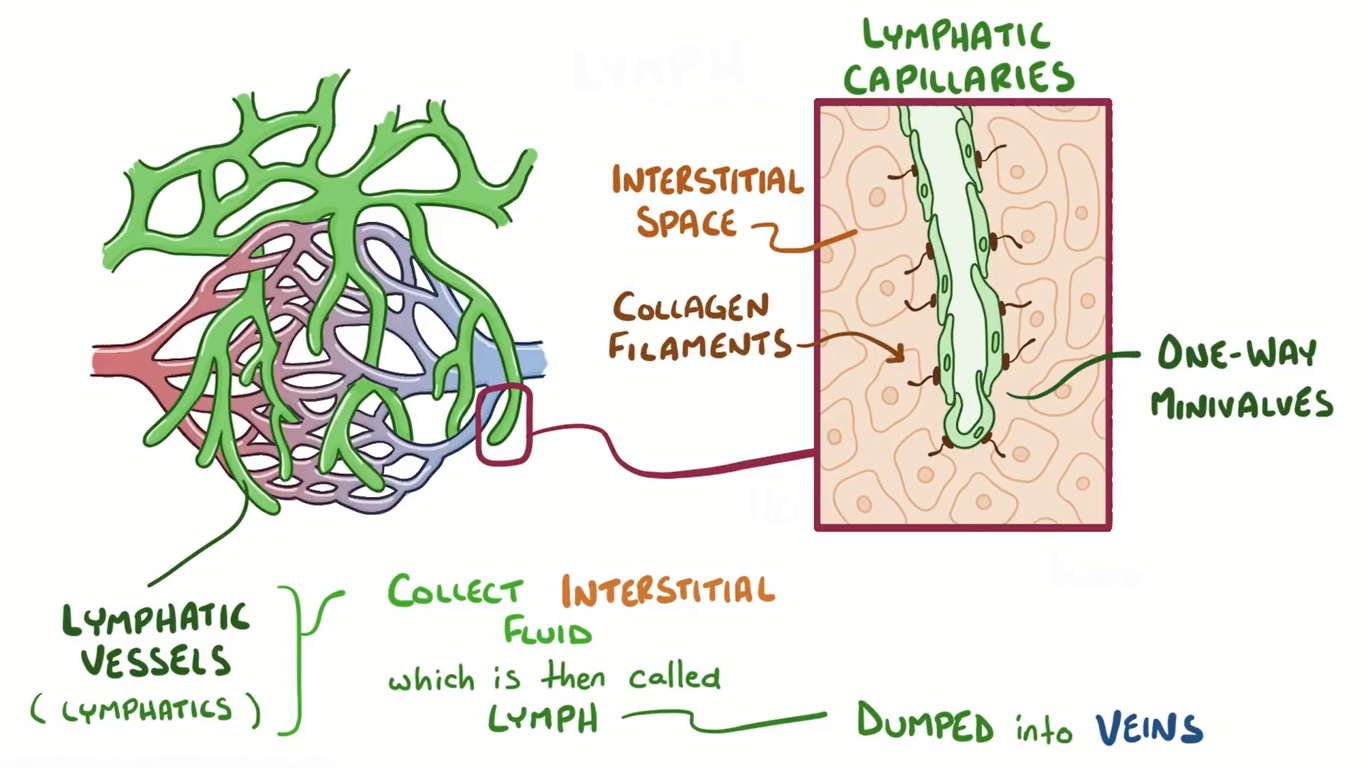 LYMPH
LYMPHATIC
CAPILLARIES
INTERSTITIAL
SPACE
COLLAGEN
FILAMENTS
ONE-WAY
MINIVALVES
LYMPHATIC
VESSELS
(LYMPHATICS)
COLLECT INTERSTITIAL
FLUID
which is then called
LYMPH
DUMPED into VEINS